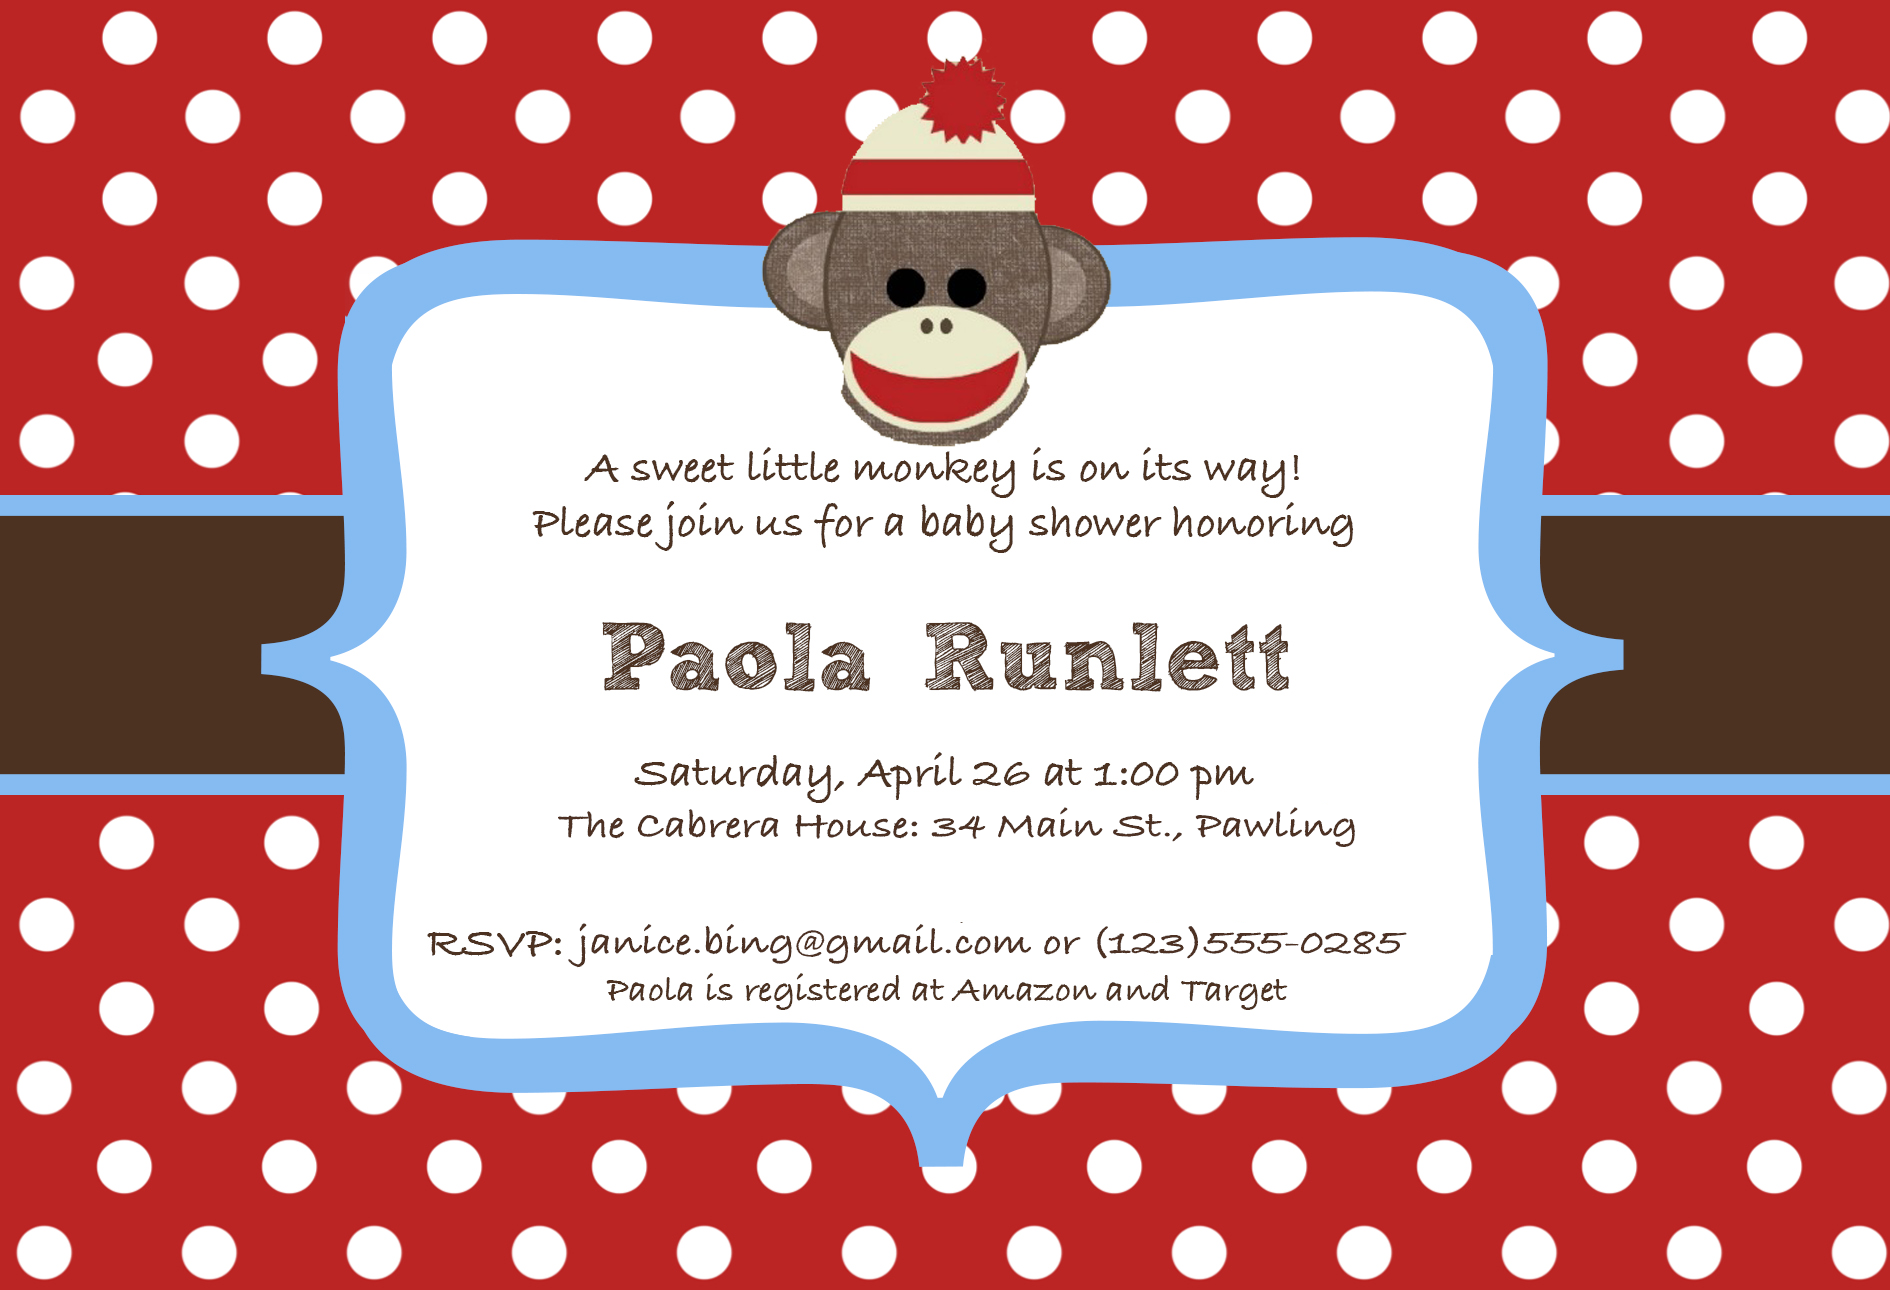 A sweet little monkey is on its way!
Please join us for a baby shower honoring
Paola Runlett
Saturday, April 26 at 1:00 pm
The Cabrera House: 34 Main St., Pawling
RSVP: janice.bing@gmail.com or (123)555-0285
Paola is registered at Amazon and Target